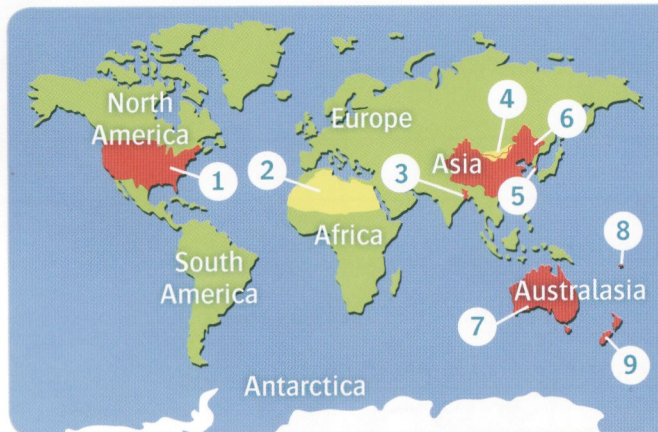 North
America
Europe
4
6
Asia
1
2
3
5
Africa
8
South
America
Australasia
7
9
Antarctica